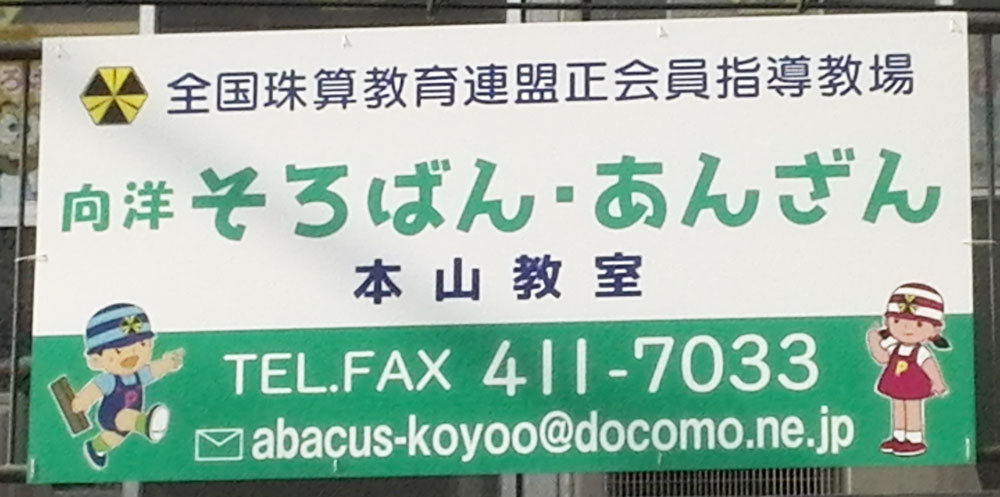 全国珠算教育連盟正会員指導教場
向洋 そろばん・あんざん
本山教室
TEL.FAX 411-7033
abacus-koyoo@docomo.ne.jp
P
P